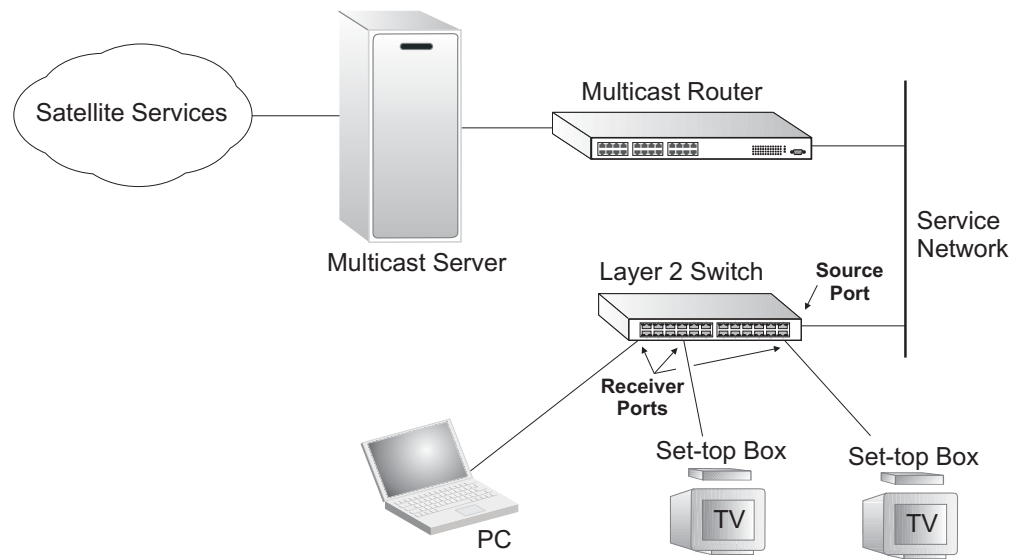 Satellite Services
Multicast Router
Multicast Server
Service
Network
Layer 2 Switch
Source
Port
Receiver
Ports
Set-top Box
Set-top Box
TV
TV
PC